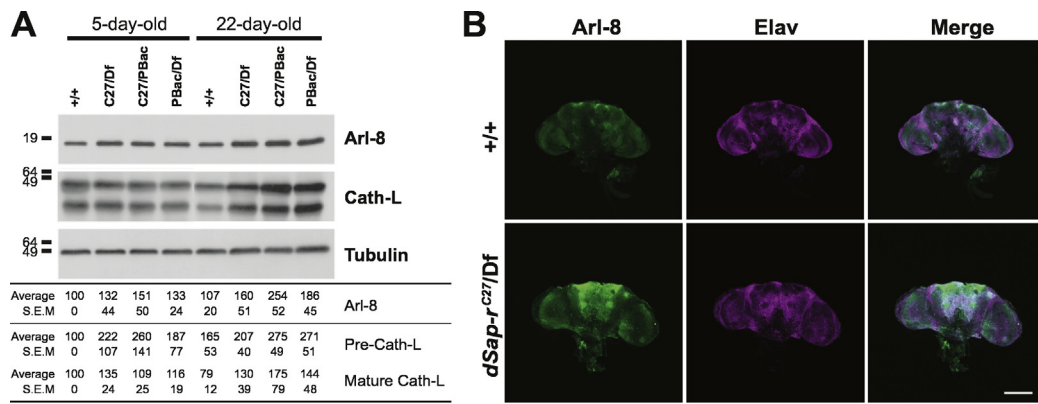 A
5-day-old 22-day-old
+/+ C27/Df C27/PBac PBac/Df +/+ C27/Df C27/PBac PBac/Df
19 Arl-8
64
49 Cath-L
64
49 Tubulin
Average 100 132 151 133 107 160 254 186 Arl-8
S.E.M 0 44 50 24 20 51 52 45
Average 100 222 260 187 165 207 275 271 Pre-Cath-L
S.E.M 0 107 141 77 53 40 49 51
Average 100 135 109 116 79 130 175 144 Mature Cath-L
S.E.M 0 24 25 19 12 39 79 48
B
Arl-8 Elav Merge
+/+
dSap-r^C27/Df